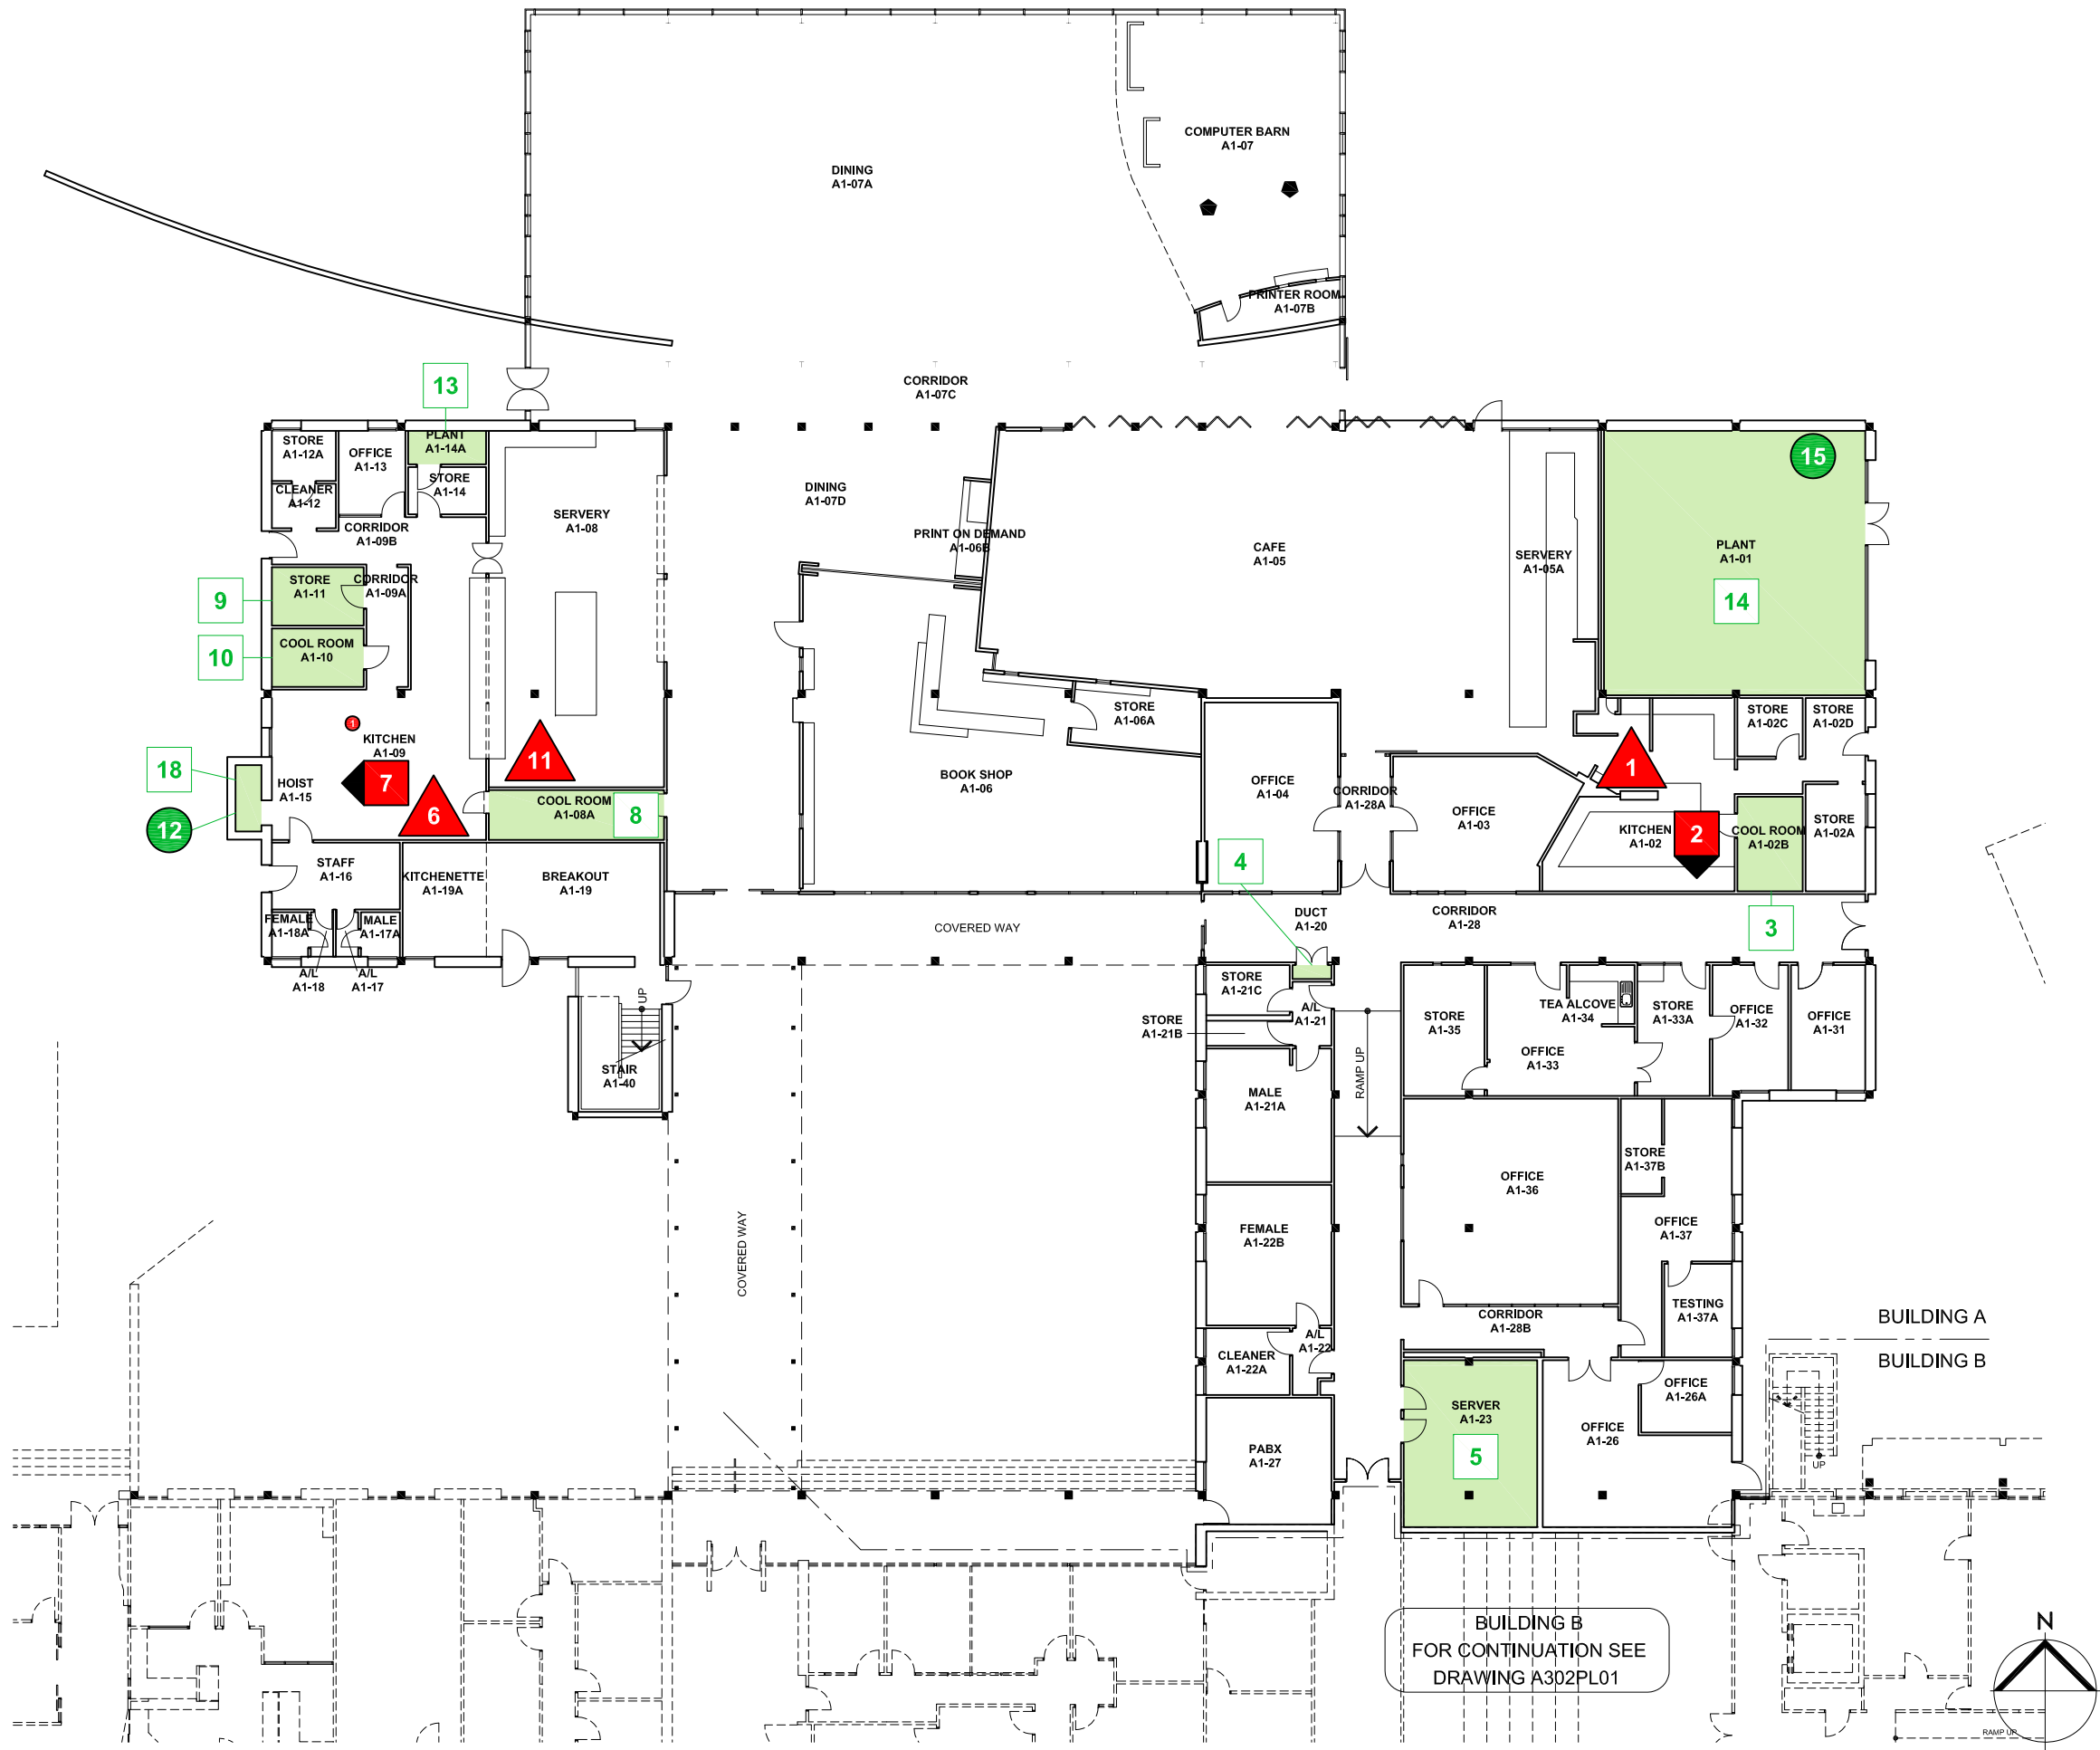 COMPUTER BARN
A1-07
DINING
A1-07A
PRINTER ROOM
A1-07B
CORRIDOR
A1-07C
13
STORE
A1-12A
OFFICE
A1-13
PLANT
A1-14A
STORE
A1-14
CLEANER
A1-12
CORRIDOR
A1-09B
SERVERY
A1-08
DINING
A1-07D
PRINT ON DEMAND
A1-06B
CAFE
A1-05
SERVERY
A1-05A
15
PLANT
A1-01
14
9
STORE
A1-11
CORRIDOR
A1-09A
10
COOL ROOM
A1-10
1
KITCHEN
A1-09
18
HOIST
A1-15
7
6
11
12
COOL ROOM
A1-08A
8
STORE
A1-06A
BOOK SHOP
A1-06
OFFICE
A1-04
CORRIDOR
A1-28A
OFFICE
A1-03
1
STORE
A1-02C
STORE
A1-02D
KITCHEN
A1-02
2
COOL ROOM
A1-02B
STORE
A1-02A
STAFF
A1-16
KITCHENETTE
A1-19A
BREAKOUT
A1-19
FEMALE
A1-18A
MALE
A1-17A
A/L
A1-18
A/L
A1-17
4
DUCT
A1-20
CORRIDOR
A1-28
3
COVERED WAY
UP
STAIR
A1-40
STORE
A1-21C
A/L
A1-21
STORE
A1-21B
RAMP UP
STORE
A1-35
TEA ALCOVE
A1-34
OFFICE
A1-33
STORE
A1-33A
OFFICE
A1-32
OFFICE
A1-31
MALE
A1-21A
OFFICE
A1-36
STORE
A1-37B
OFFICE
A1-37
COVERED WAY
FEMALE
A1-22B
TESTING
A1-37A
CORRIDOR
A1-28B
A/L
A1-22
CLEANER
A1-22A
BUILDING A
BUILDING B
SERVER
A1-23
5
OFFICE
A1-26A
OFFICE
A1-26
PABX
A1-27
UP
BUILDING B
FOR CONTINUATION SEE
DRAWING A302PL01
N
RAMP UP